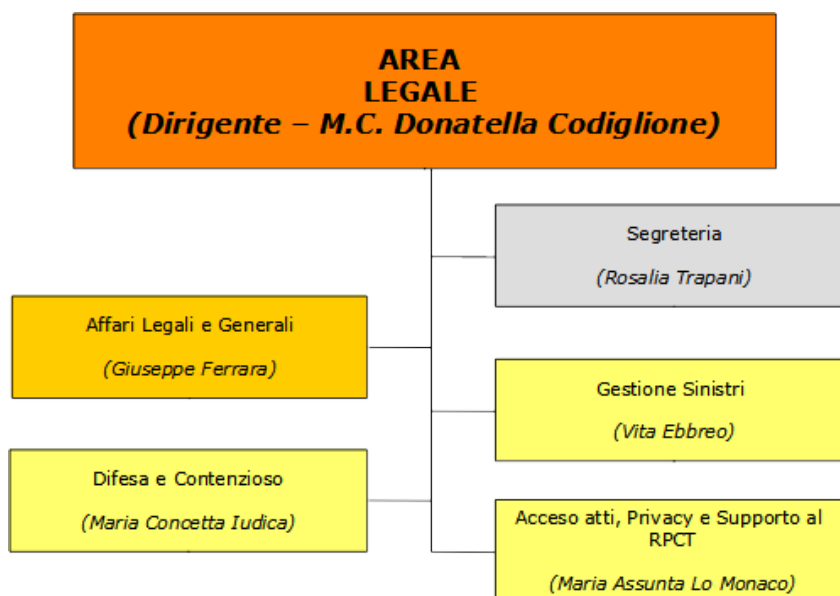 AREA
LEGALE
(Dirigente – M.C. Donatella Codiglione)
Segreteria
(Rosalia Trapani)
Affari Legali e Generali
(Giuseppe Ferrara)
Gestione Sinistri
(Vita Ebbreo)
Difesa e Contenzioso
(Maria Concetta Iudica)
Acceso atti, Privacy e Supporto al
RPCT
(Maria Assunta Lo Monaco)